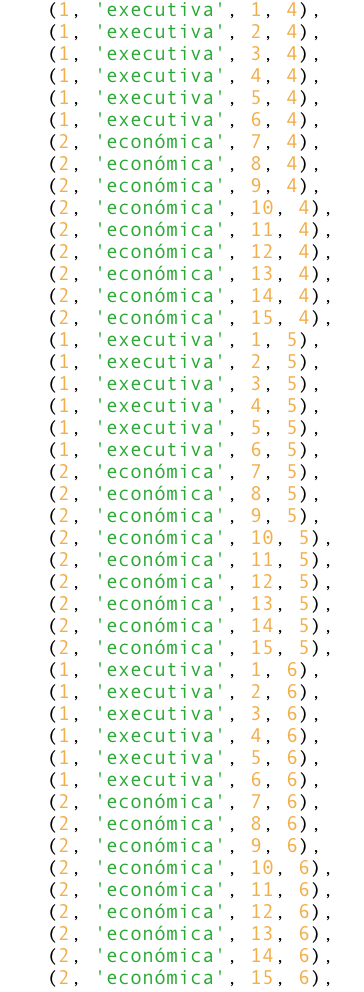 (1, 'executiva', 1, 4),
(1, 'executiva', 2, 4),
(1, 'executiva', 3, 4),
(1, 'executiva', 4, 4),
(1, 'executiva', 5, 4),
(1, 'executiva', 6, 4),
(2, 'económica', 7, 4),
(2, 'económica', 8, 4),
(2, 'económica', 9, 4),
(2, 'económica', 10, 4),
(2, 'económica', 11, 4),
(2, 'económica', 12, 4),
(2, 'económica', 13, 4),
(2, 'económica', 14, 4),
(2, 'económica', 15, 4),
(1, 'executiva', 1, 5),
(1, 'executiva', 2, 5),
(1, 'executiva', 3, 5),
(1, 'executiva', 4, 5),
(1, 'executiva', 5, 5),
(1, 'executiva', 6, 5),
(2, 'económica', 7, 5),
(2, 'económica', 8, 5),
(2, 'económica', 9, 5),
(2, 'económica', 10, 5),
(2, 'económica', 11, 5),
(2, 'económica', 12, 5),
(2, 'económica', 13, 5),
(2, 'económica', 14, 5),
(2, 'económica', 15, 5),
(1, 'executiva', 1, 6),
(1, 'executiva', 2, 6),
(1, 'executiva', 3, 6),
(1, 'executiva', 4, 6),
(1, 'executiva', 5, 6),
(1, 'executiva', 6, 6),
(2, 'económica', 7, 6),
(2, 'económica', 8, 6),
(2, 'económica', 9, 6),
(2, 'económica', 10, 6),
(2, 'económica', 11, 6),
(2, 'económica', 12, 6),
(2, 'económica', 13, 6),
(2, 'económica', 14, 6),
(2, 'económica', 15, 6),